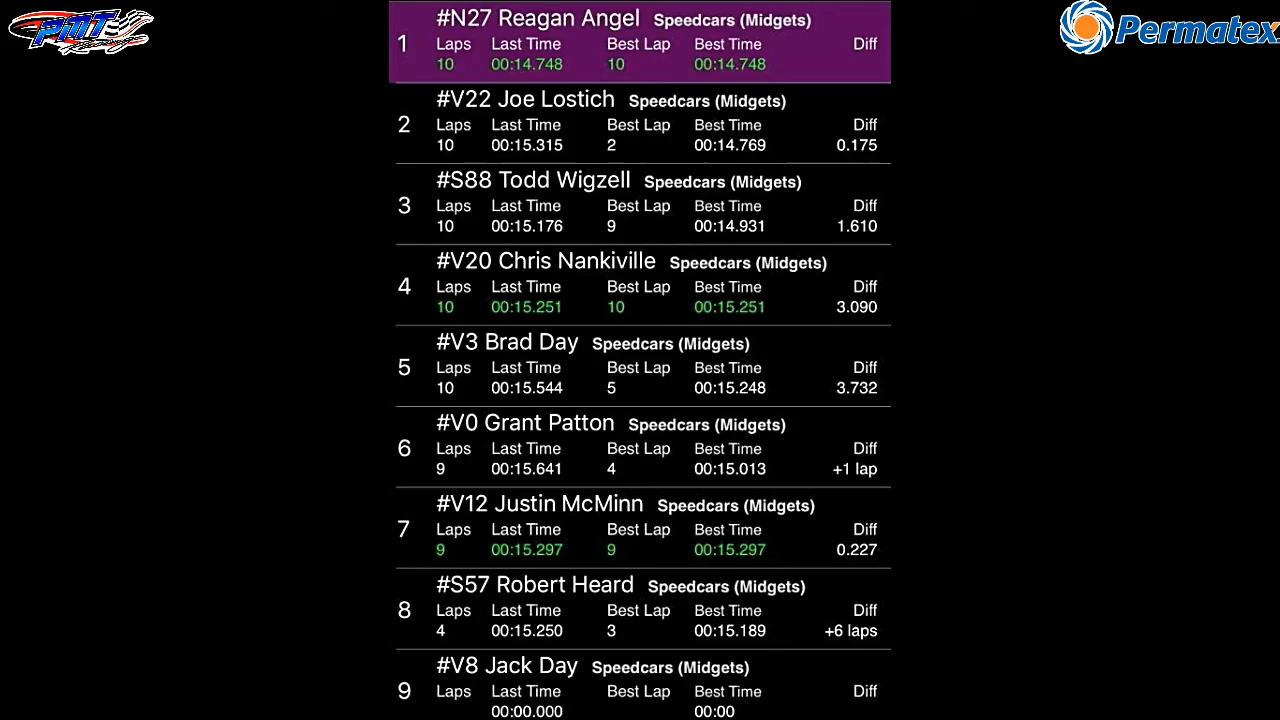 PMT
Permatex
#N27 Reagan Angel Speedcars (Midgets)
1 Laps Last Time Best Lap Best Time Diff
10 00:14.748 10 00:14.748
#V22 Joe Lostich Speedcars (Midgets)
2 Laps Last Time Best Lap Best Time Diff
10 00:15.315 2 00:14.769 0.175
#S88 Todd Wigzell Speedcars (Midgets)
3 Laps Last Time Best Lap Best Time Diff
10 00:15.176 9 00:14.931 1.610
#V20 Chris Nankiville Speedcars (Midgets)
4 Laps Last Time Best Lap Best Time Diff
10 00:15.251 10 00:15.251 3.090
#V3 Brad Day Speedcars (Midgets)
5 Laps Last Time Best Lap Best Time Diff
10 00:15.544 5 00:15.248 3.732
#V0 Grant Patton Speedcars (Midgets)
6 Laps Last Time Best Lap Best Time Diff
9 00:15.641 4 00:15.013 +1 lap
#V12 Justin McMinn Speedcars (Midgets)
7 Laps Last Time Best Lap Best Time Diff
9 00:15.297 9 00:15.297 0.227
#S57 Robert Heard Speedcars (Midgets)
8 Laps Last Time Best Lap Best Time Diff
4 00:15.250 3 00:15.189 +6 laps
#V8 Jack Day Speedcars (Midgets)
9 Laps Last Time Best Lap Best Time Diff
00:00.000 00:00